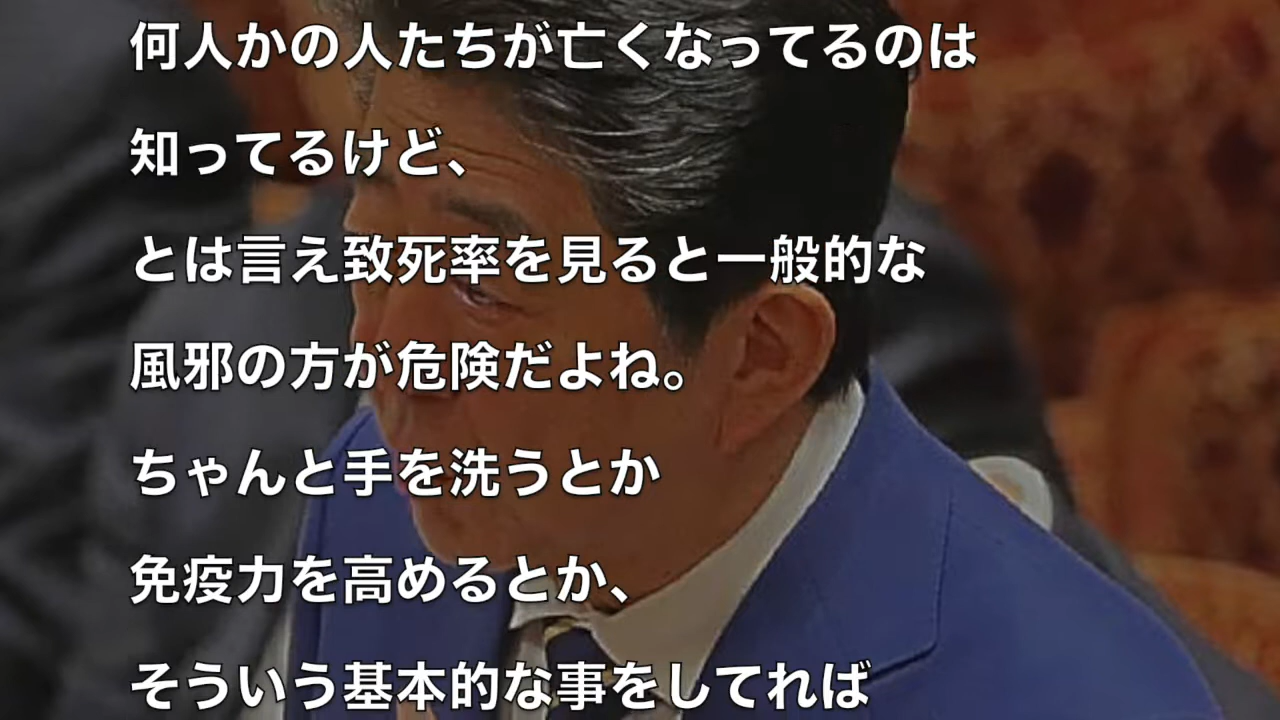 何人かの人たちが亡くなってるのは
知ってるけど、
とは言え致死率を見ると一般的な
風邪の方が危険だよね。
ちゃんと手を洗うとか
免疫力を高めるとか、
そういう基本的な事をしてれば